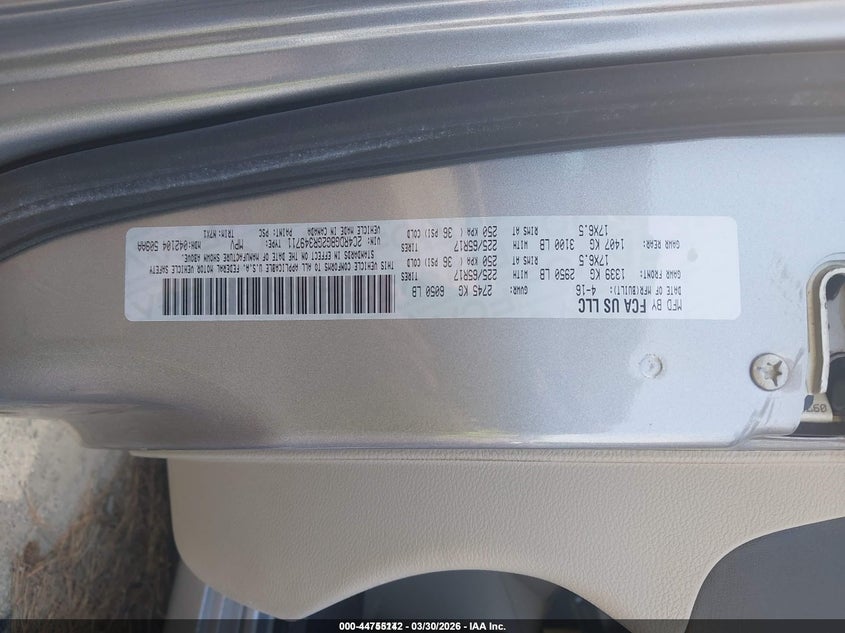 MFD BY FCA US LLC
DATE OF MFR(BUILT): 4-16 GVWR: 2745 KG 6050 LB
GAWR FRONT: 1339 KG 2950 LB WITH 225/65R17 TIRES
17X6.5 RIMS AT 250 KPA ( 36 PSI) COLD
GAWR REAR: 1407 KG 3100 LB WITH 225/65R17 TIRES
17X6.5 RIMS AT 250 KPA ( 36 PSI) COLD
THIS VEHICLE CONFORMS TO ALL APPLICABLE U.S.A. FEDERAL MOTOR VEHICLE SAFETY
STANDARDS IN EFFECT ON THE DATE OF MANUFACTURE SHOWN ABOVE.
VIN: 2C4RDGBG2GR349711 TYPE: MPV MDH:042104 509AA
VEHICLE MADE IN CANADA PAINT: PSC TRIM: M7X1
03/30/2026 - IAA Inc.